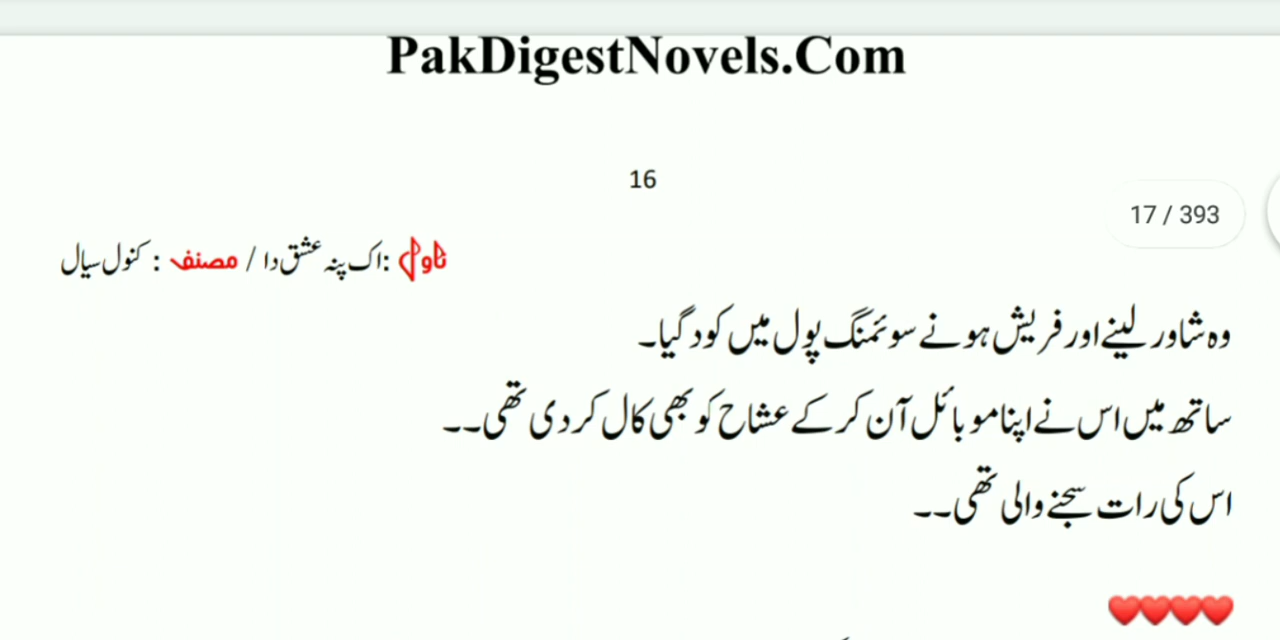 PakDigestNovels.Com
16
17 / 393
ناول: اک پنہ عشق دا / مصنف : کنول سیال
وہ شاور لینے اور فریش ہونے سوئمنگ پول میں کود گیا۔
ساتھ میں اس نے اپنا موبائل آن کر کے عشاح کو بھی کال کر دی تھی۔۔
اس کی رات سجنے والی تھی۔۔